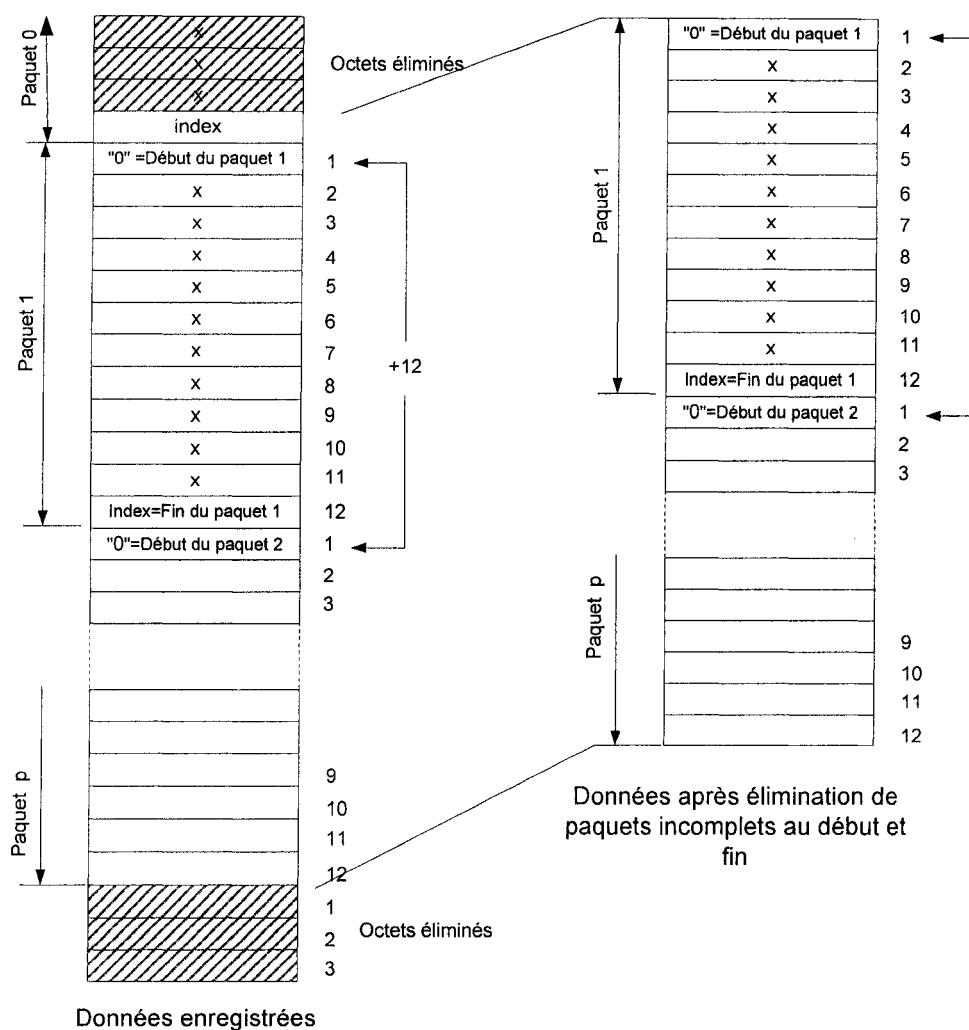 Paquet 0
x
x
x
index
Octets éliminés
Paquet 1
"0" =Début du paquet 1
1
x
2
x
3
x
4
x
5
x
6
x
7
x
8
x
9
x
10
x
11
Index=Fin du paquet 1
12
"0"=Début du paquet 2
1
2
3
+12
Paquet p
9
10
11
12
1
2
3
Octets éliminés
Données enregistrées
Paquet 1
"0" =Début du paquet 1
1
x
2
x
3
x
4
x
5
x
6
x
7
x
8
x
9
x
10
x
11
Index=Fin du paquet 1
12
"0"=Début du paquet 2
1
2
3
Paquet p
9
10
11
12
Données après élimination de
paquets incomplets au début et
fin